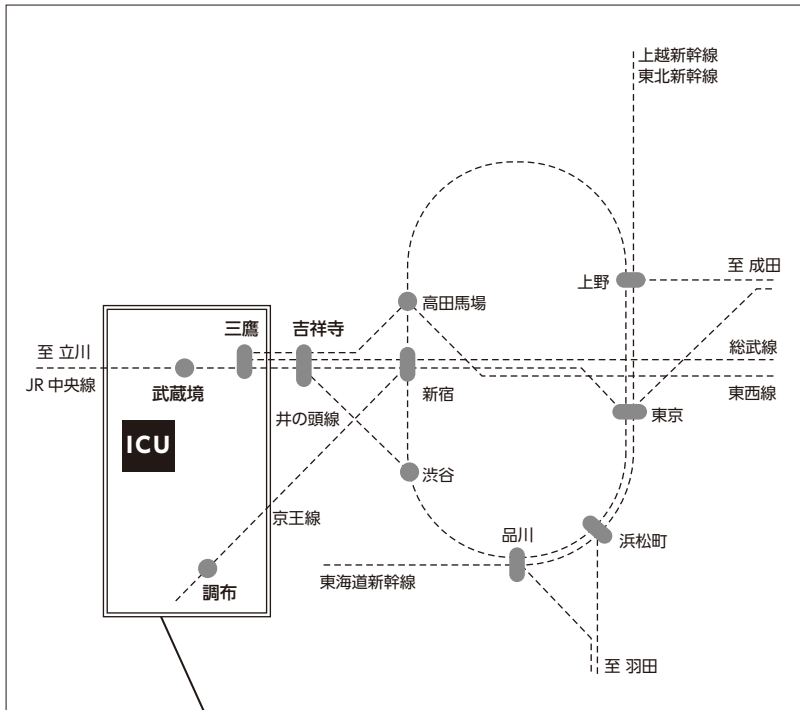 上越新幹線
東北新幹線
至 成田
上野
高田馬場
三鷹
吉祥寺
至 立川
総武線
武蔵境
JR 中央線
新宿
東西線
井の頭線
東京
ICU
渋谷
京王線
品川
浜松町
調布
東海道新幹線
至 羽田